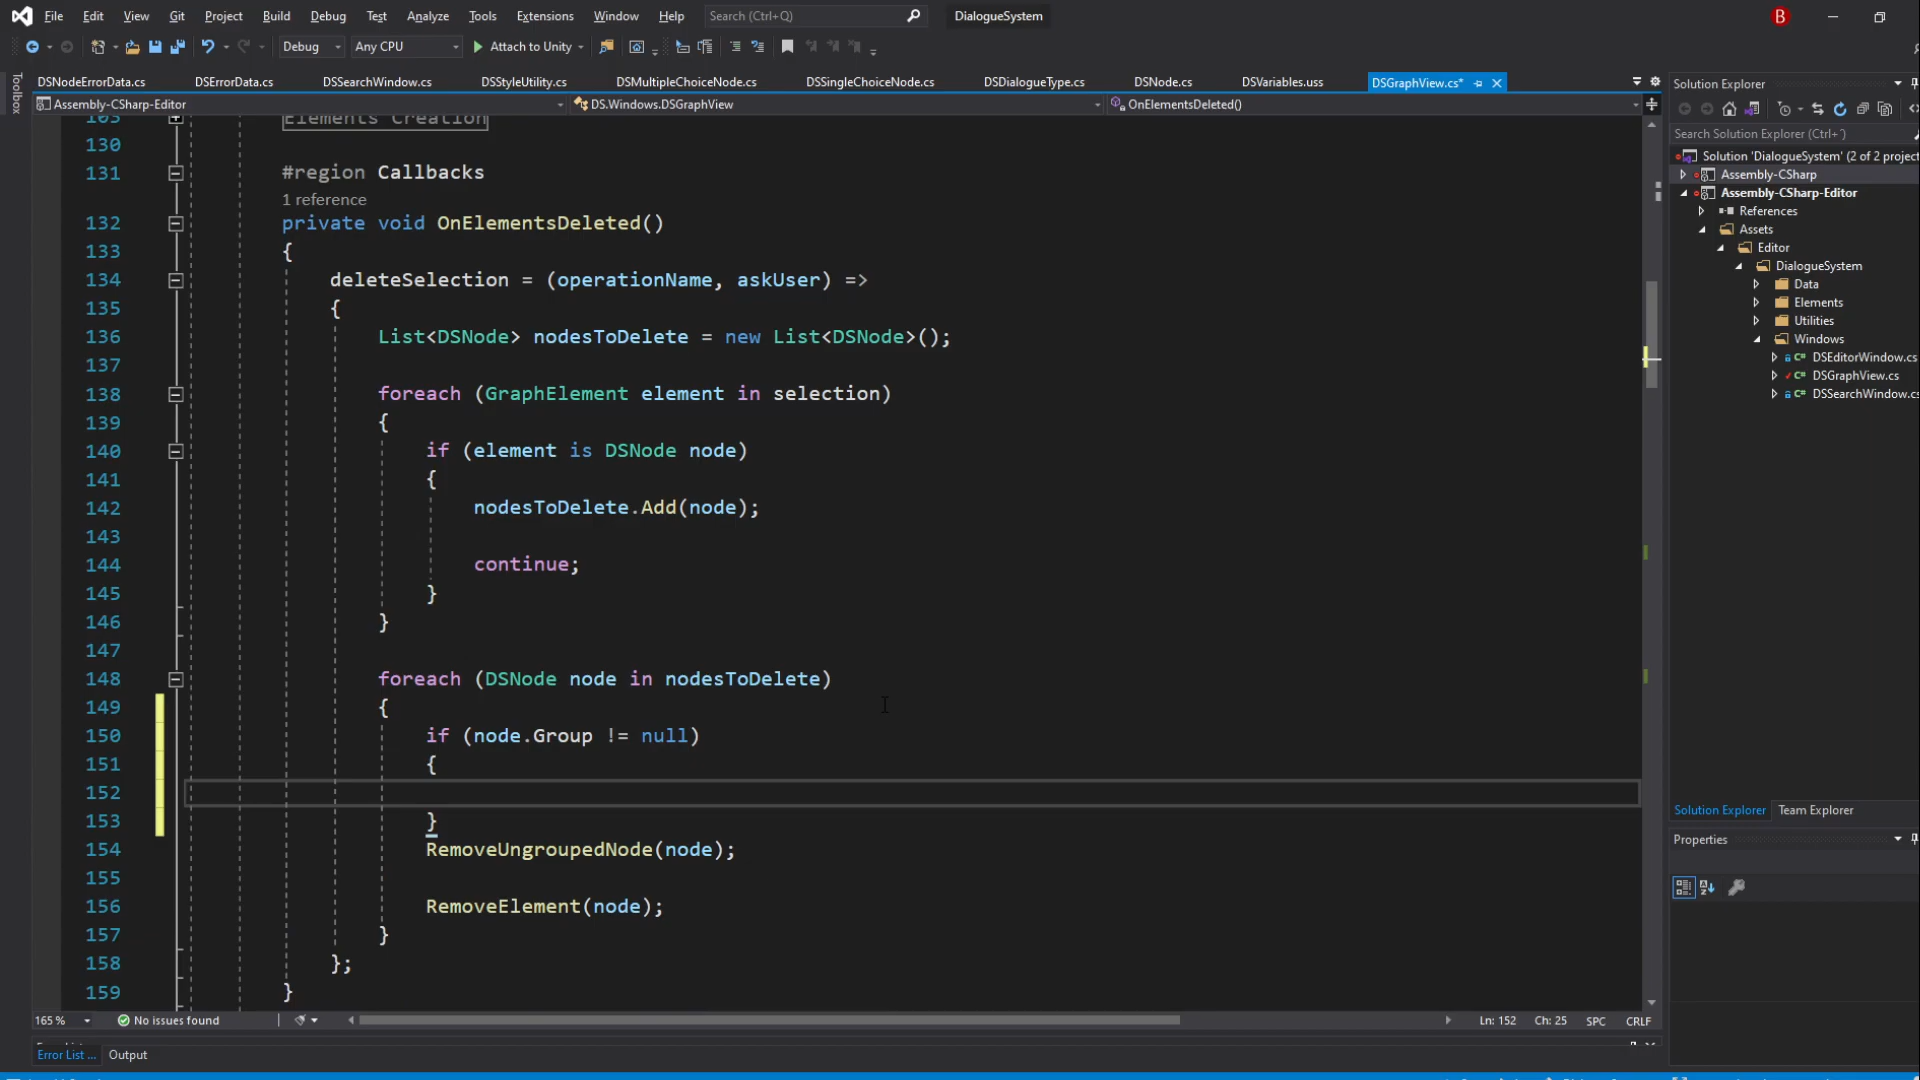 File Edit View Git Project Build Debug Test Analyze Tools Extensions Window Help Search (Ctrl+Q) DialogueSystem B
Debug Any CPU Attach to Unity
Toolbox
DSNodeErrorData.cs DSErrorData.cs DSSearchWindow.cs DSStyleUtility.cs DSMultipleChoiceNode.cs DSSingleChoiceNode.cs DSDialogueType.cs DSNode.cs DSVariables.uss DSGraphView.cs*
Assembly-CSharp-Editor DS.Windows.DSGraphView OnElementsDeleted()
103 Elements Creation
130
131 #region Callbacks
1 reference
132 private void OnElementsDeleted()
133 {
134 deleteSelection = (operationName, askUser) =>
135 {
136 List<DSNode> nodesToDelete = new List<DSNode>();
137
138 foreach (GraphElement element in selection)
139 {
140 if (element is DSNode node)
141 {
142 nodesToDelete.Add(node);
143
144 continue;
145 }
146 }
147
148 foreach (DSNode node in nodesToDelete)
149 {
150 if (node.Group != null)
151 {
152
153 }
154 RemoveUngroupedNode(node);
155
156 RemoveElement(node);
157 }
158 };
159 }
165 % No issues found Ln: 152 Ch: 25 SPC CRLF
Error List ... Output
Solution Explorer
Search Solution Explorer (Ctrl+
Solution 'DialogueSystem' (2 of 2 project
Assembly-CSharp
Assembly-CSharp-Editor
References
Assets
Editor
DialogueSystem
Data
Elements
Utilities
Windows
DSEditorWindow.cs
DSGraphView.cs
DSSearchWindow.cs
Solution Explorer Team Explorer
Properties